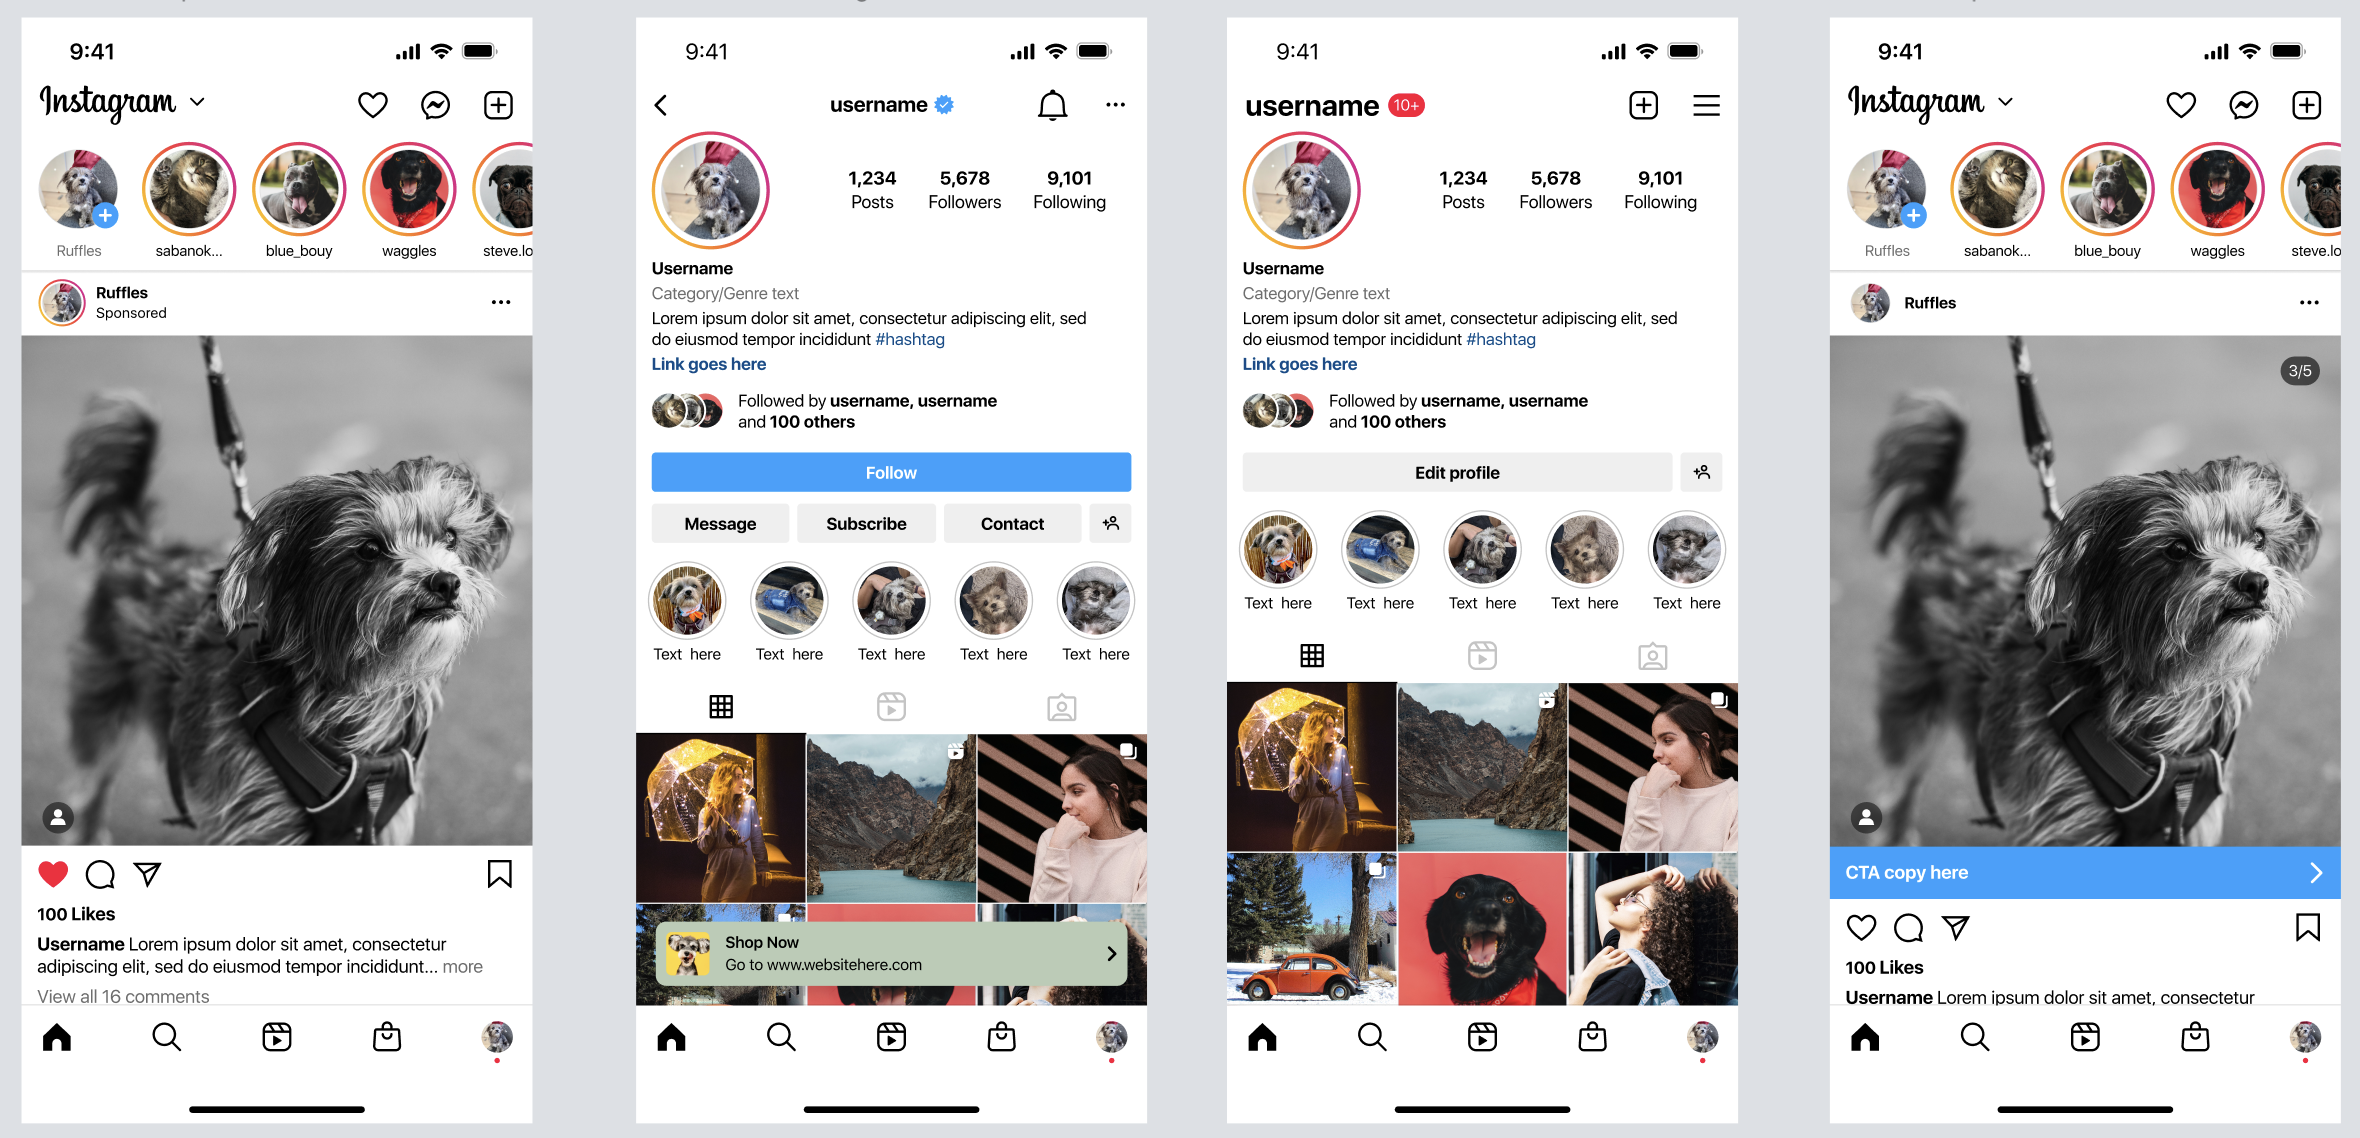 9:41
Instagram
Ruffles
sabanok...
blue_bouy
waggles
steve.lo
Ruffles
Sponsored
100 Likes
Username Lorem ipsum dolor sit amet, consectetur
adipiscing elit, sed do eiusmod tempor incididunt... more
View all 16 comments
9:41
username
1,234
Posts
5,678
Followers
9,101
Following
Username
Category/Genre text
Lorem ipsum dolor sit amet, consectetur adipiscing elit, sed
do eiusmod tempor incididunt #hashtag
Link goes here
Followed by username, username
and 100 others
Follow
Message
Subscribe
Contact
Text here
Text here
Text here
Text here
Text here
Shop Now
Go to www.websitehere.com
9:41
username 10+
1,234
Posts
5,678
Followers
9,101
Following
Username
Category/Genre text
Lorem ipsum dolor sit amet, consectetur adipiscing elit, sed
do eiusmod tempor incididunt #hashtag
Link goes here
Followed by username, username
and 100 others
Edit profile
Text here
Text here
Text here
Text here
Text here
9:41
Instagram
Ruffles
sabanok...
blue_bouy
waggles
steve.lo
Ruffles
3/5
CTA copy here
100 Likes
Username Lorem ipsum dolor sit amet, consectetur